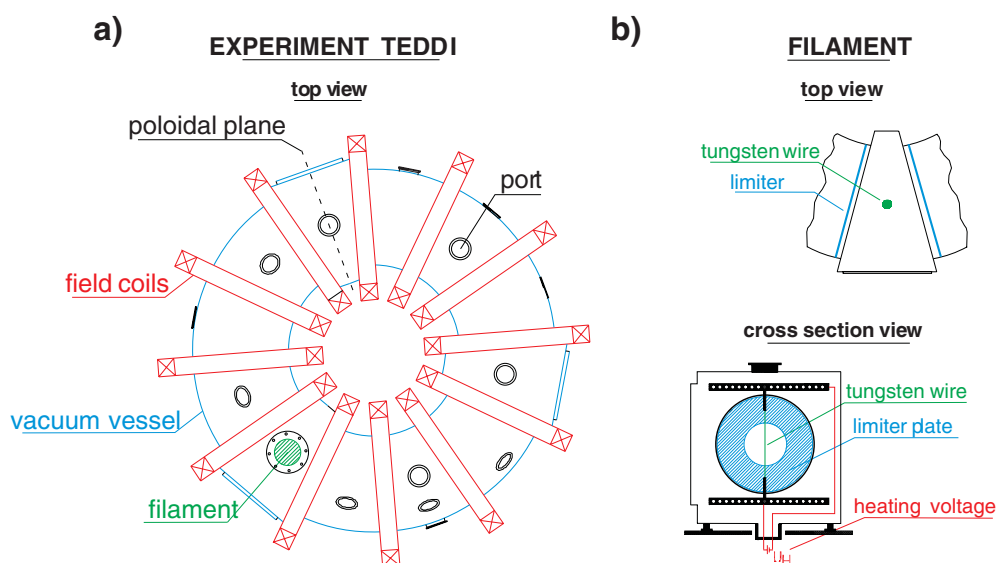 a)
EXPERIMENT TEDDI
top view
poloidal plane
port
field coils
vacuum vessel
filament
b)
FILAMENT
top view
tungsten wire
limiter
cross section view
tungsten wire
limiter plate
heating voltage